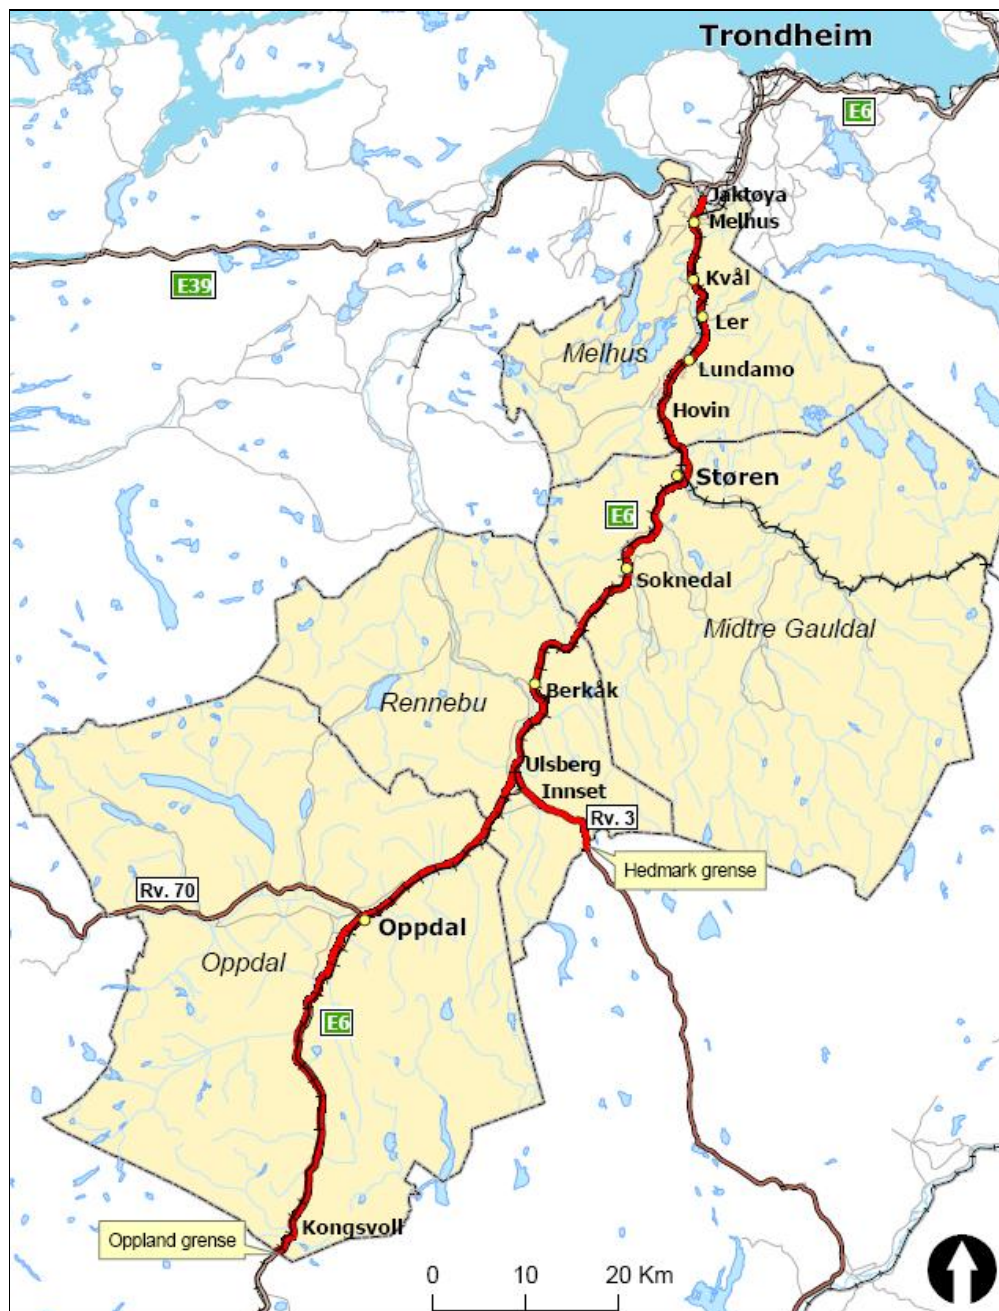 Trondheim
E6
Jaktøya
Melhus
E39
Kvål
Ler
Melhus
Lundamo
Hovin
Støren
E6
Soknedal
Midtre Gauldal
Rennebu
Berkåk
Ulsberg
Innset
Rv. 3
Hedmark grense
Rv. 70
Oppdal
Oppdal
E6
Kongsvoll
Oppland grense
0 10 20 Km